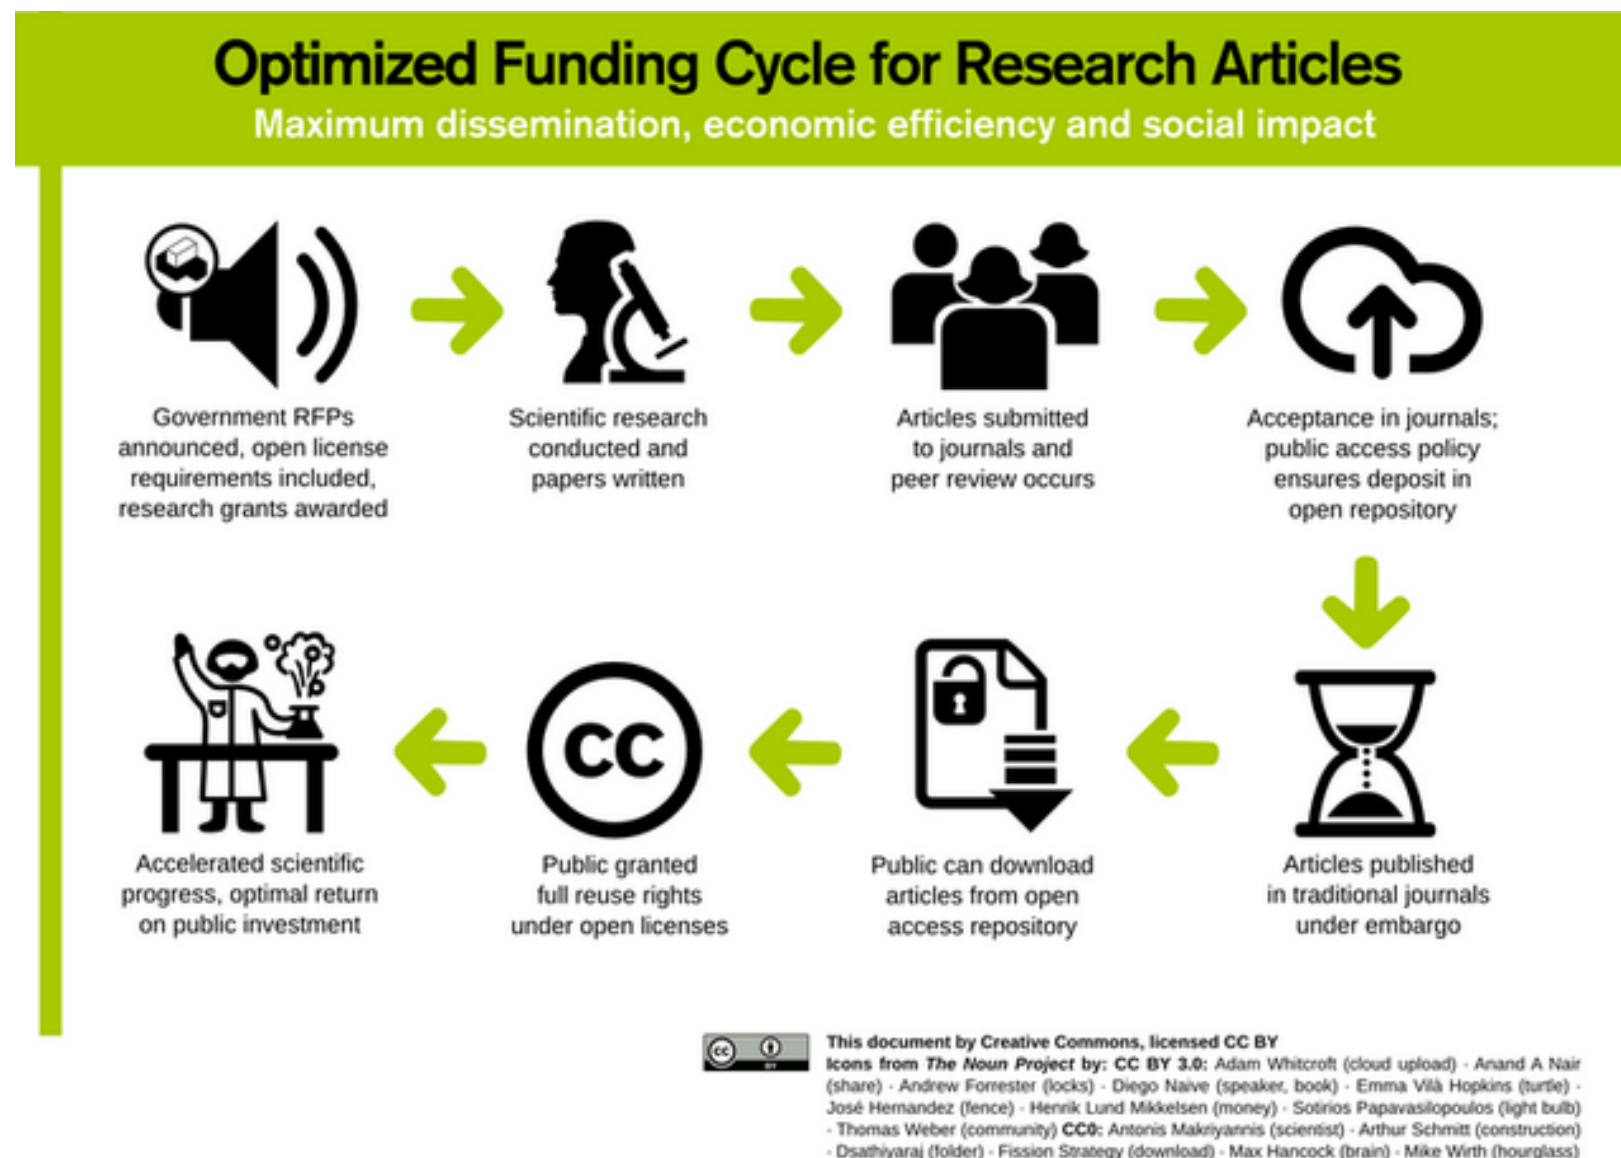 Optimized Funding Cycle for Research Articles
Maximum dissemination, economic efficiency and social impact
Government RFPs
announced, open license
requirements included,
research grants awarded
Scientific research
conducted and
papers written
Articles submitted
to journals and
peer review occurs
Acceptance in journals;
public access policy
ensures deposit in
open repository
Accelerated scientific
progress, optimal return
on public investment
cc
Public granted
full reuse rights
under open licenses
Public can download
articles from open
access repository
Articles published
in traditional journals
under embargo
cc
BY
This document by Creative Commons, licensed CC BY
Icons from The Noun Project by: CC BY 3.0: Adam Whitcroft (cloud upload) · Anand A Nair
(share) · Andrew Forrester (locks) · Diego Naive (speaker, book) · Emma Vilà Hopkins (turtle) ·
José Hernandez (fence) · Henrik Lund Mikkelsen (money) · Sotirios Papavasilopoulos (light bulb)
· Thomas Weber (community) CC0: Antonis Makriyannis (scientist) · Arthur Schmitt (construction)
· Dsathiyaraj (folder) · Fission Strategy (download) · Max Hancock (brain) · Mike Wirth (hourglass)